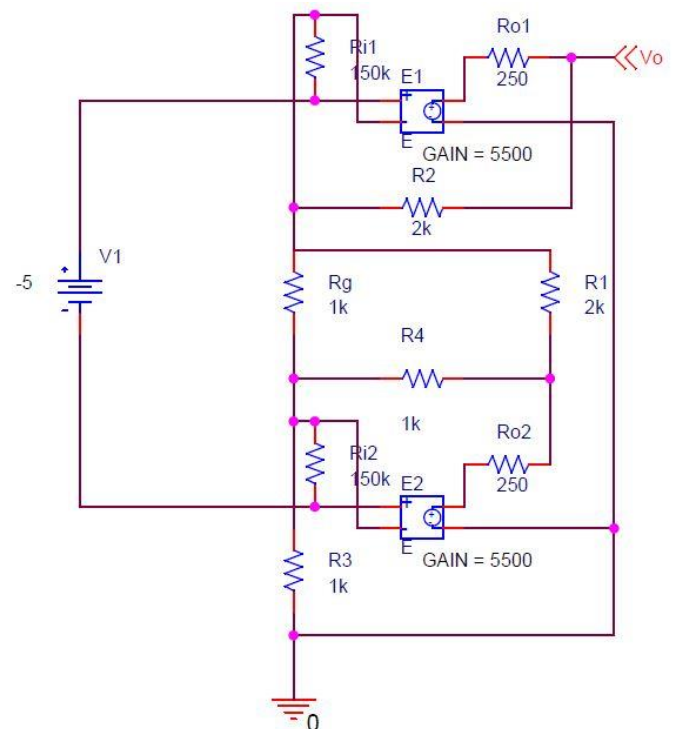 Ro1
Ri1
150k
E1
250
Vo
+
-
+
-
E
GAIN = 5500
R2
2k
V1
+
-5
-
Rg
1k
R1
2k
R4
1k
Ro2
Ri2
150k
E2
250
+
-
+
-
E
GAIN = 5500
R3
1k
0